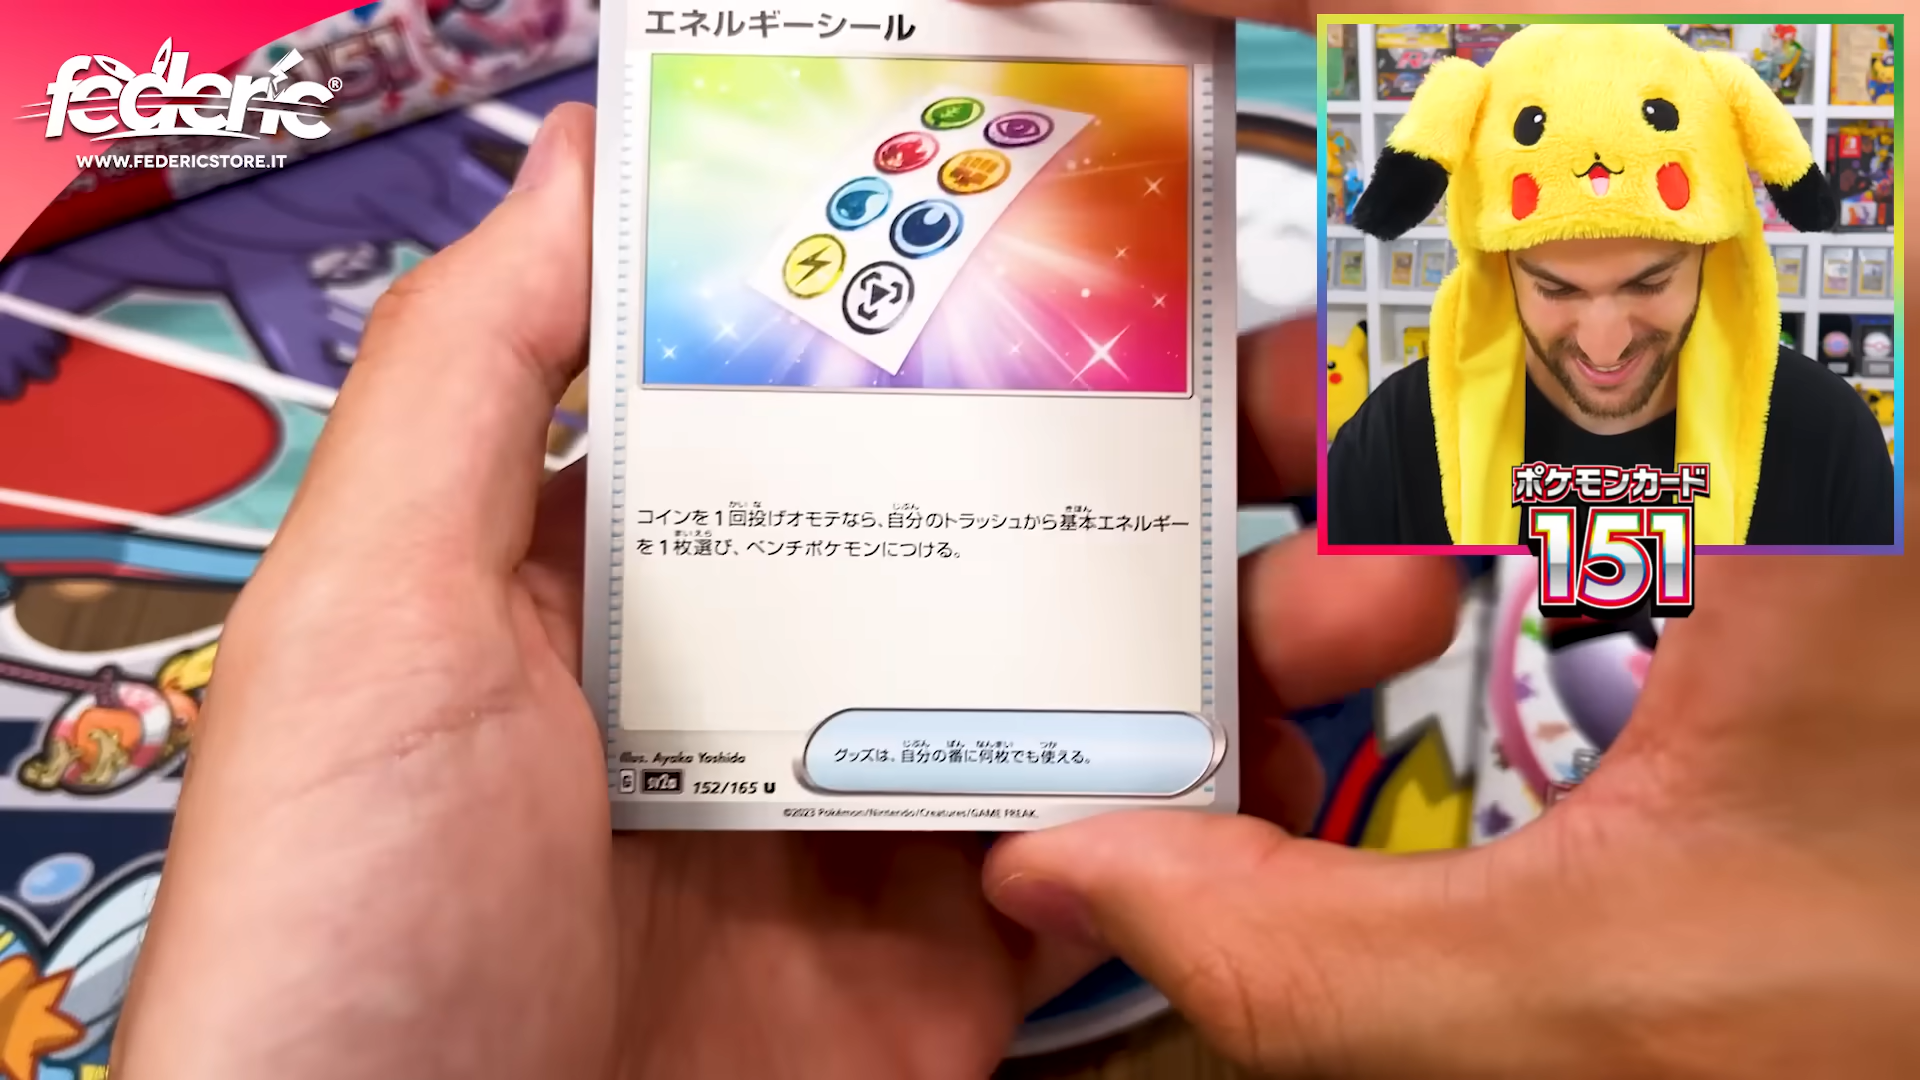 federic®
WWW.FEDERICSTORE.IT
151
エネルギーシール
コインを1回投げオモテなら、自分のトラッシュから基本エネルギー
を1枚選び、ベンチポケモンにつける。
グッズは、自分の番に何枚でも使える。
Illus. Ayaka Yoshida
G sv2a 152/165 U
©2023 Pokémon/Nintendo/Creatures/GAME FREAK.
ポケモンカード
151